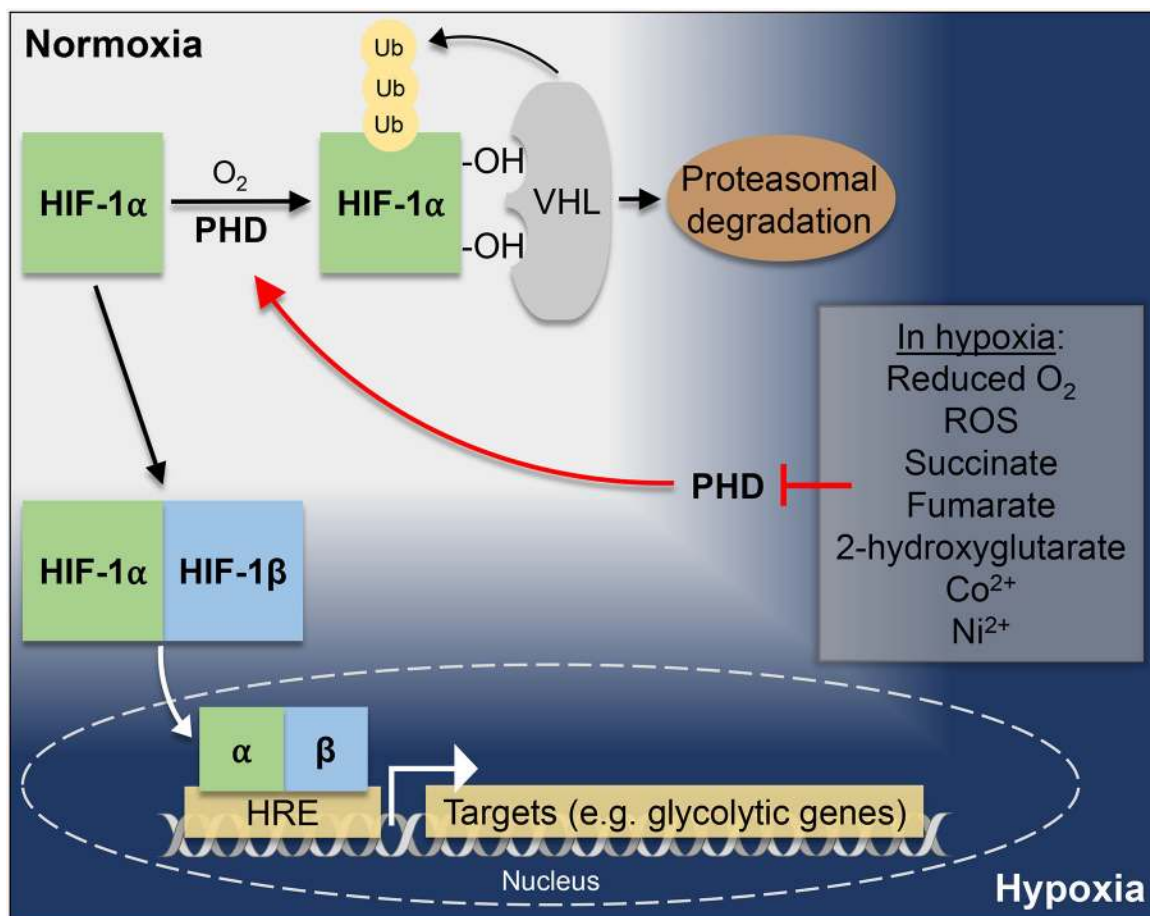 Normoxia
Ub
Ub
Ub
HIF-1α
O₂
PHD
HIF-1α
-OH
-OH
VHL
Proteasomal
degradation
In hypoxia:
Reduced O₂
ROS
Succinate
Fumarate
2-hydroxyglutarate
Co²⁺
Ni²⁺
PHD
HIF-1α
HIF-1β
α
β
HRE
Targets (e.g. glycolytic genes)
Nucleus
Hypoxia